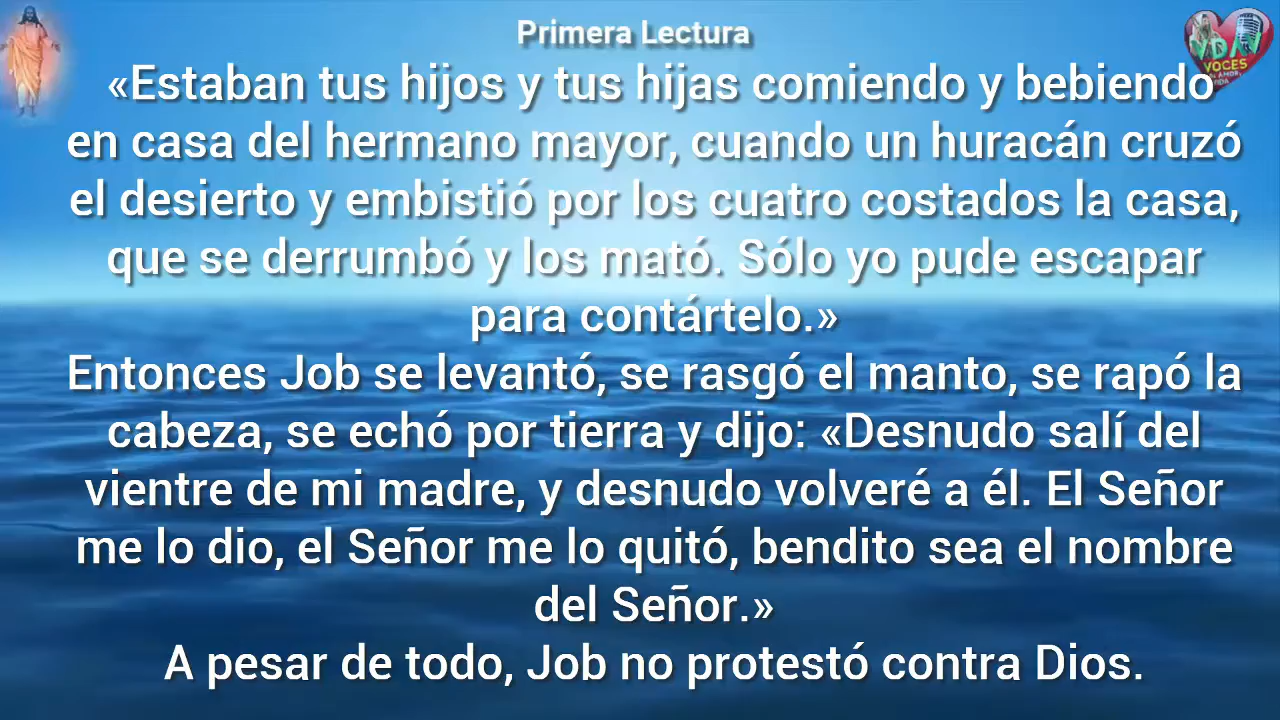 Primera Lectura
«Estaban tus hijos y tus hijas comiendo y bebiendo
en casa del hermano mayor, cuando un huracán cruzó
el desierto y embistió por los cuatro costados la casa,
que se derrumbó y los mató. Sólo yo pude escapar
para contártelo.»
Entonces Job se levantó, se rasgó el manto, se rapó la
cabeza, se echó por tierra y dijo: «Desnudo salí del
vientre de mi madre, y desnudo volveré a él. El Señor
me lo dio, el Señor me lo quitó, bendito sea el nombre
del Señor.»
A pesar de todo, Job no protestó contra Dios.
VOCES